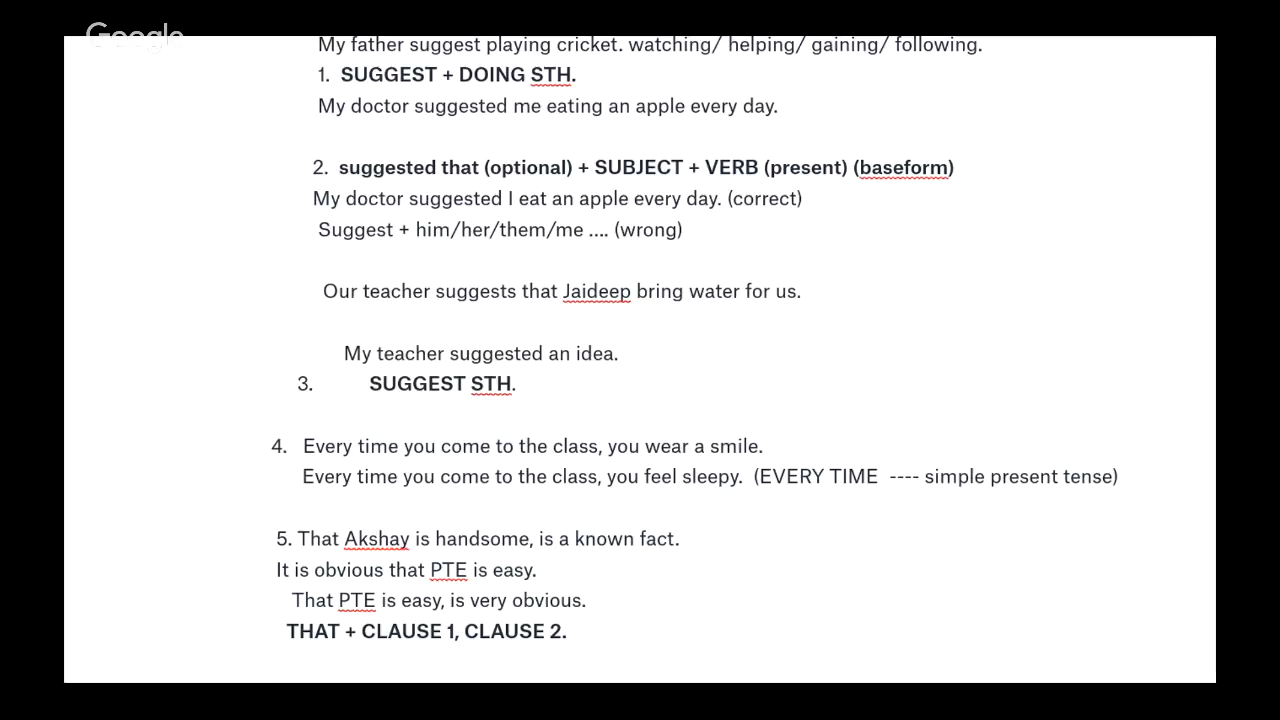 Google
My father suggest playing cricket. watching/ helping/ gaining/ following.
1. SUGGEST + DOING STH.
My doctor suggested me eating an apple every day.
2. suggested that (optional) + SUBJECT + VERB (present) (baseform)
My doctor suggested I eat an apple every day. (correct)
Suggest + him/her/them/me .... (wrong)
Our teacher suggests that Jaideep bring water for us.
My teacher suggested an idea.
3. SUGGEST STH.
4. Every time you come to the class, you wear a smile.
Every time you come to the class, you feel sleepy. (EVERY TIME ---- simple present tense)
5. That Akshay is handsome, is a known fact.
It is obvious that PTE is easy.
That PTE is easy, is very obvious.
THAT + CLAUSE 1, CLAUSE 2.